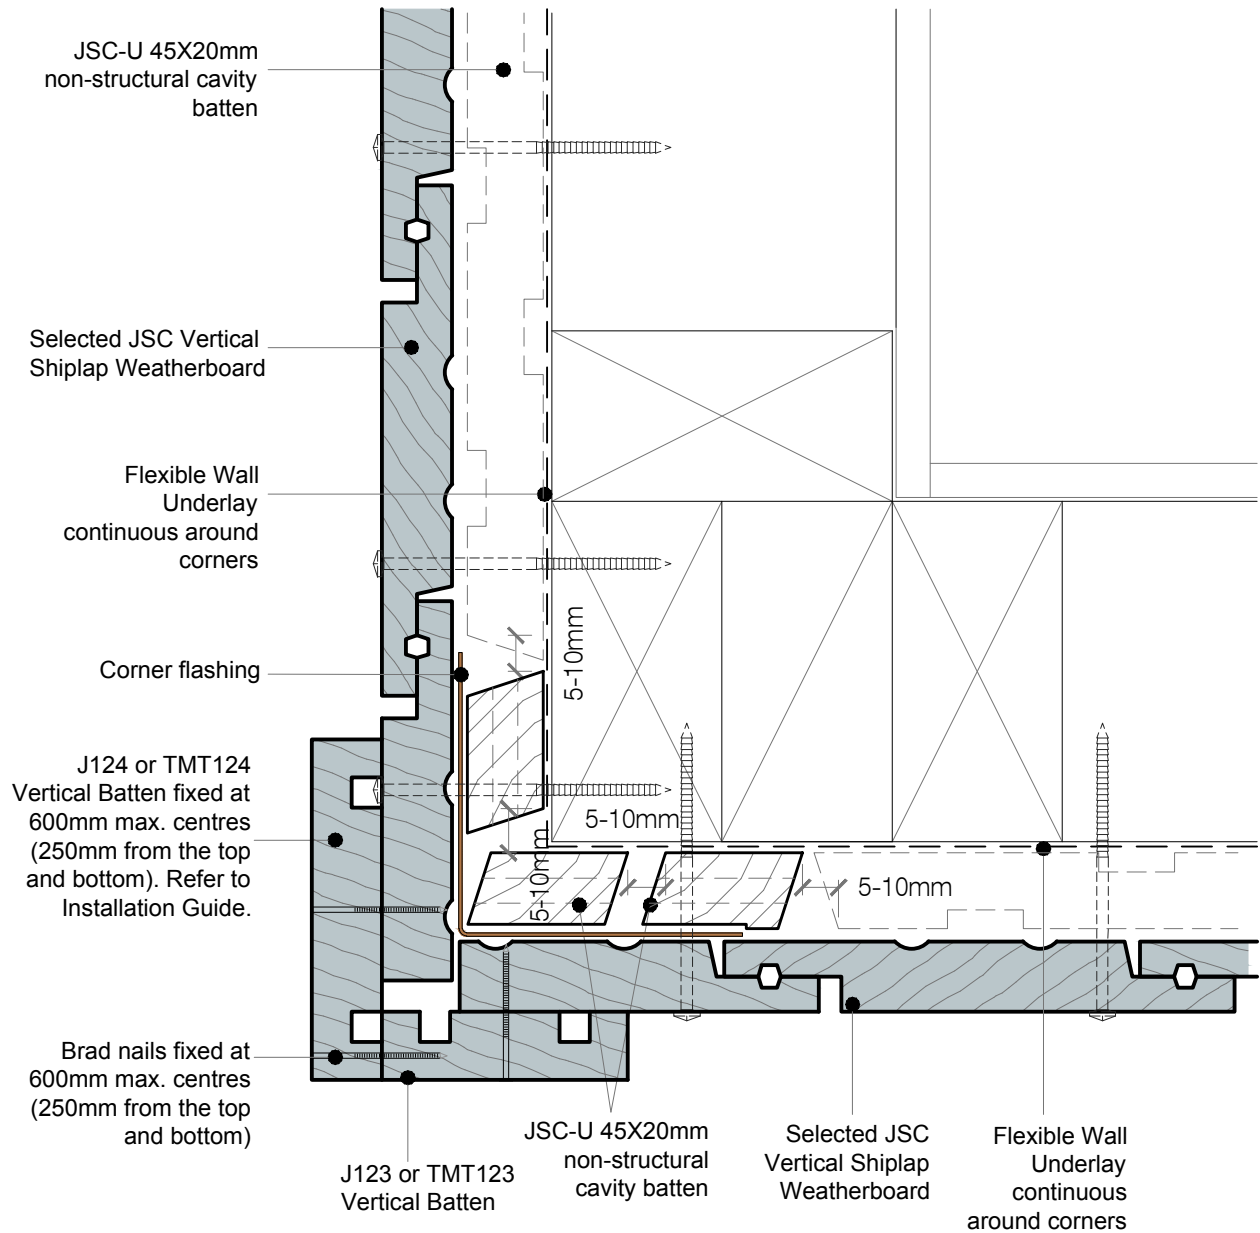 JSC-U 45X20mm
non-structural cavity
batten
Selected JSC Vertical
Shiplap Weatherboard
Flexible Wall
Underlay
continuous around
corners
Corner flashing
5-10mm
J124 or TMT124
Vertical Batten fixed at
600mm max. centres
(250mm from the top
and bottom). Refer to
Installation Guide.
5-10mm
5-10mm
5-10mm
Brad nails fixed at
600mm max. centres
(250mm from the top
and bottom)
J123 or TMT123
Vertical Batten
JSC-U 45X20mm
non-structural
cavity batten
Selected JSC
Vertical Shiplap
Weatherboard
Flexible Wall
Underlay
continuous
around corners